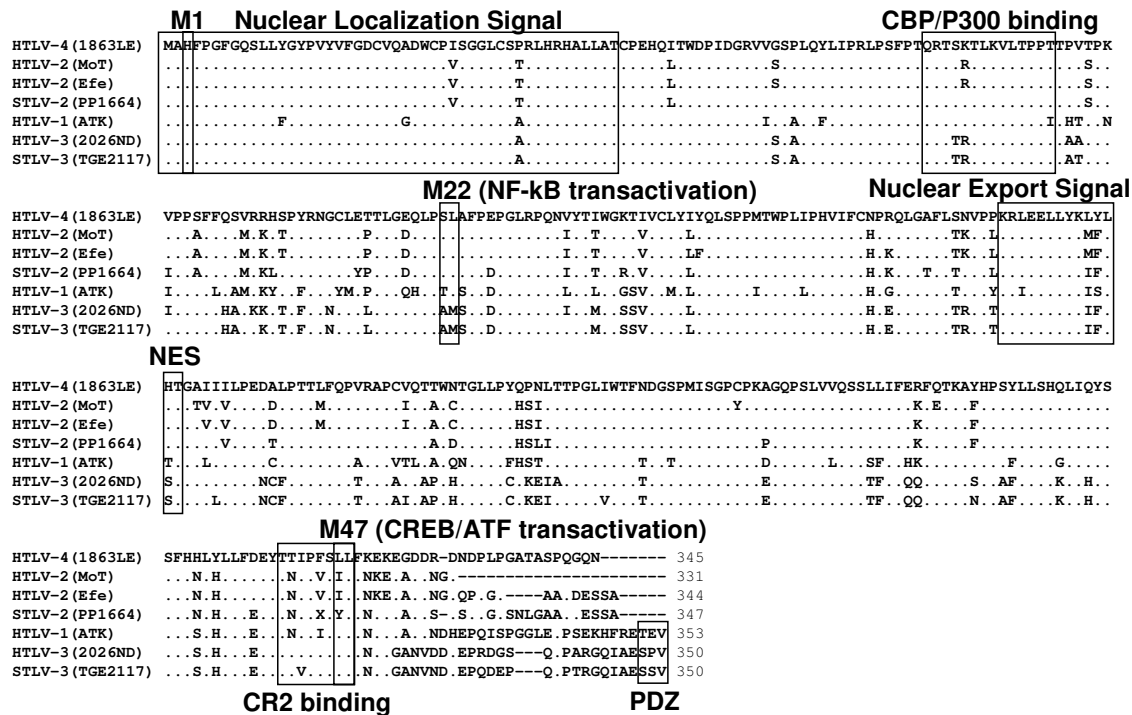 M1 Nuclear Localization Signal CBP/P300 binding
HTLV-4(1863LE) MAHFPGFGQSLLYGYPVYVFGDCVQADWCPISGGLCSPRLHRHALLATCPEHQITWDPIDGRVVGSPLQYLIPRLPSFPTQRTSKTLKVLTPPTTPVTPK
HTLV-2(MoT) ..............................V......T...............L..........S...................R............S..
HTLV-2(Efe) .....................................T..........................S...................R............S..
STLV-2(PP1664) ..............................V......T...............L...........................................S..
HTLV-1(ATK) ............F............G...........A.........................I..A..F.......................I.HT..N
HTLV-3(2026ND) .....................................A..........................S.A................TR..........AA...
STLV-3(TGE2117) .....................................A..........................S.A................TR..........AT...
M22 (NF-kB transactivation) Nuclear Export Signal
HTLV-4(1863LE) VPPSFFQSVRRHSPYRNGCLETTLGEQLPSLAFPEPGLRPQNVYTIWGKTIVCLYIYQLSPPMTWPLIPHVIFCNPRQLGAFLSNVPPKRLEELLYKLYL
HTLV-2(MoT) ...A....M.K.T........P...D................I..T....V....L..................H........TK..L.........MF.
HTLV-2(Efe) ...A....M.K.T........P...D................I..T....V....LF.................H.K......TK..L.........MF.
STLV-2(PP1664) I..A....M.KL........YP...D........D.......I..T..R.V....L..................H.K...T..T...L.........IF.
HTLV-1(ATK) I....L.AM.KY..F...YM.P...QH..T.S..D.......L..L..GSV..M.L......I....L......H.G......T...Y..I......IS.
HTLV-3(2026ND) ......HA.KK.T.F..N...L.......AMS..D.......I..M..SSV....L..................H.E......TR..T.........IF.
STLV-3(TGE2117) ......HA..K.T.F..N...L.......AMS..D.......I..M..SSV....L..................H.E......TR..T.........IF.
NES
HTLV-4(1863LE) HTGAIIILPEDALPTTLFQPVRAPCVQTTWNTGLLPYQPNLTTPGLIWTFNDGSPMISGPCPKAGQPSLVVQSSLLIFERFQTKAYHPSYLLSHQLIQYS
HTLV-2(MoT) ...TV.V....D....M........I..A.C......HSI....................Y..................K.E...F..............
HTLV-2(Efe) ....V.V....D....M........I..A.C......HSI.......................................K.....F..............
STLV-2(PP1664) ......V....T................A.D......HSLI......................P...............K.....F..............
HTLV-1(ATK) T...L......C........A...VTL.A.QN....FHST..........T..T.........D......L...SF..HK.........F....Q.....
HTLV-3(2026ND) S.........NCF.......T...C..AP.H.....C.KEIA........T............E..........TF..QQ.....S..AF....K..H..
STLV-3(TGE2117) S....L....NCF.......T...AI.AP.H.....C.KEI.....W...T............E..........TF..QQ.....N..AF....K..H..
M47 (CREB/ATF transactivation)
HTLV-4(1863LE) SFHHLYLLFDEYTTIPFSLLFKEKEGDDR-DNDPLPGATASPQGQN------- 345
HTLV-2(MoT) ...N.H.......N..V.I..NKE.A..NG.---------------------- 331
HTLV-2(Efe) ...N.H.......N..V.I..NKE.A..NG.QP.G.----AA.DESSA----- 344
STLV-2(PP1664) ...N.H...E...N..X.Y..N...A...S-.S..G.SNLGAA.ESSA----- 347
HTLV-1(ATK) ...S.H...E...N..I....N...A..NDHEPQISPGGLE.PSEKHFRETEV 353
HTLV-3(2026ND) ...S.H...E...........N..GANVDD.EPRDGS---Q.PARGQIAESPV 350
STLV-3(TGE2117) ...S.H...E....V......N..GANVND.EPQDEP---Q.PTRGQIAESSV 350
CR2 binding PDZ